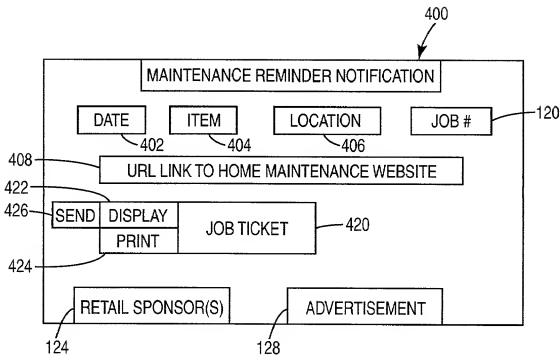 400
MAINTENANCE REMINDER NOTIFICATION
DATE ITEM LOCATION JOB # 120
402 404 406
408 URL LINK TO HOME MAINTENANCE WEBSITE
422
426 SEND DISPLAY JOB TICKET 420
PRINT
424
RETAIL SPONSOR(S) ADVERTISEMENT
124 128